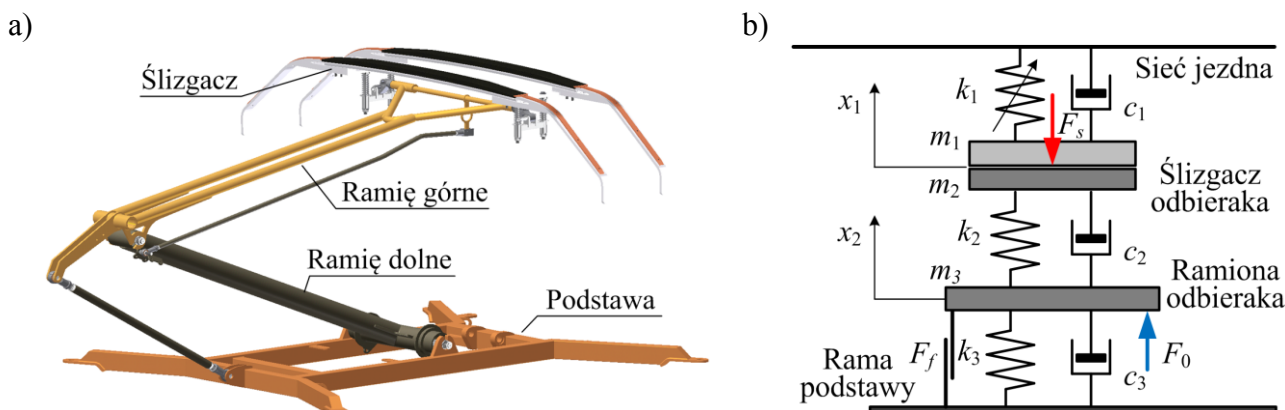 a)
Ślizgacz
Ramię górne
Ramię dolne
Podstawa
b)
Sieć jezdna
k1
c1
x1
Fs
m1
m2
Ślizgacz
odbieraka
x2
k2
c2
m3
Ramiona
odbieraka
Rama
podstawy
Ff
k3
c3
F0